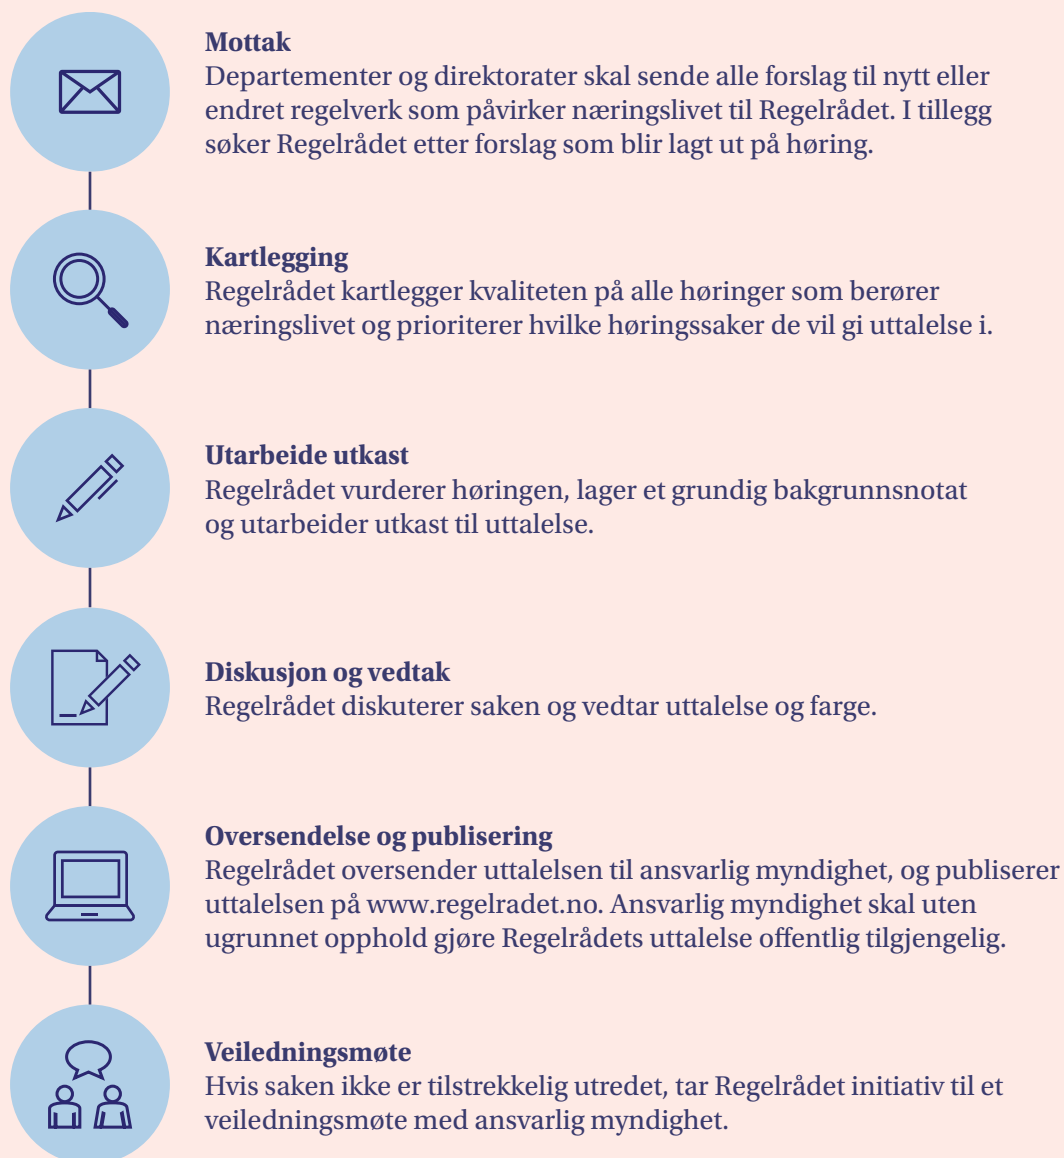 Mottak
Departementer og direktorater skal sende alle forslag til nytt eller
endret regelverk som påvirker næringslivet til Regelrådet. I tillegg
søker Regelrådet etter forslag som blir lagt ut på høring.
Kartlegging
Regelrådet kartlegger kvaliteten på alle høringer som berører
næringslivet og prioriterer hvilke høringssaker de vil gi uttalelse i.
Utarbeide utkast
Regelrådet vurderer høringen, lager et grundig bakgrunnsnotat
og utarbeider utkast til uttalelse.
Diskusjon og vedtak
Regelrådet diskuterer saken og vedtar uttalelse og farge.
Oversendelse og publisering
Regelrådet oversender uttalelsen til ansvarlig myndighet, og publiserer
uttalelsen på www.regelradet.no. Ansvarlig myndighet skal uten
ugrunnet opphold gjøre Regelrådets uttalelse offentlig tilgjengelig.
Veiledningsmøte
Hvis saken ikke er tilstrekkelig utredet, tar Regelrådet initiativ til et
veiledningsmøte med ansvarlig myndighet.